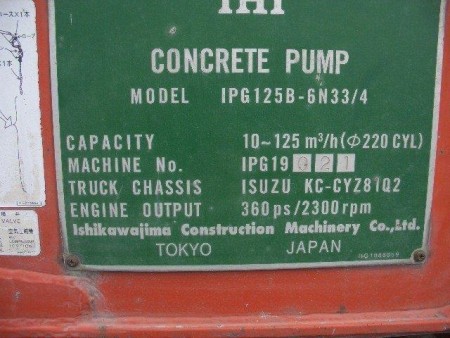 IHI
CONCRETE PUMP
MODEL IPG125B-6N33/4
CAPACITY 10~125 m³/h (Φ220 CYL)
MACHINE No. IPG19021
TRUCK CHASSIS ISUZU KC-CYZ81Q2
ENGINE OUTPUT 360ps/2300rpm
Ishikawajima Construction Machinery Co.,Ltd.
TOKYO JAPAN
VALVE